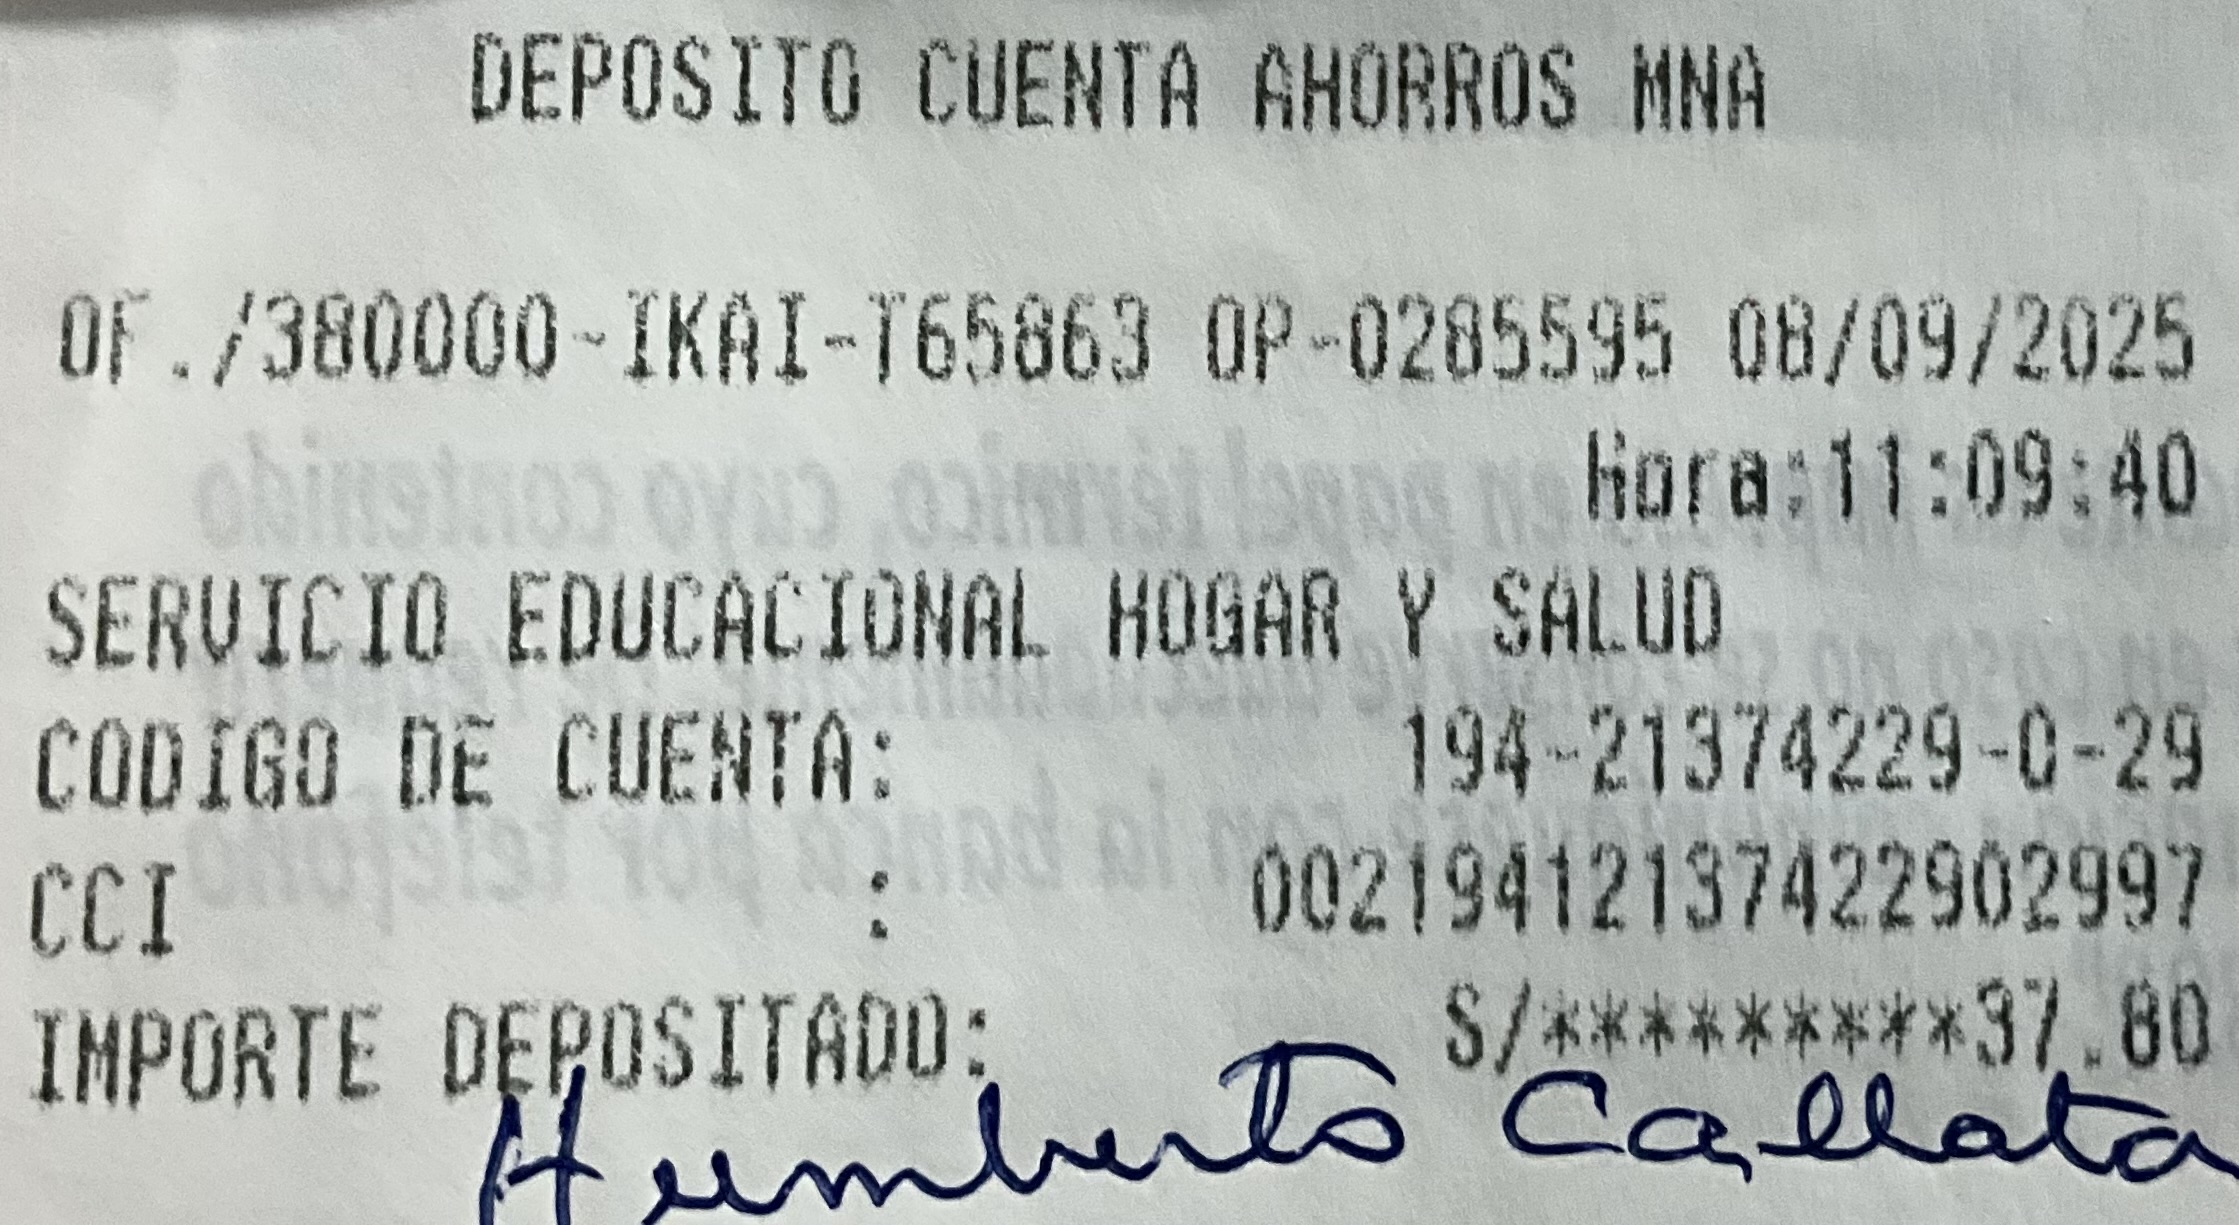 DEPOSITO CUENTA AHORROS MNA
OF./380000-IKAI-T65863 OP-0285595 08/09/2025
Hora:11:09:40
SERVICIO EDUCACIONAL HOGAR Y SALUD
CODIGO DE CUENTA: 194-21374229-0-29
CCI : 00219412137422902997
IMPORTE DEPOSITADO: S/*********37.80
Humberto Callata